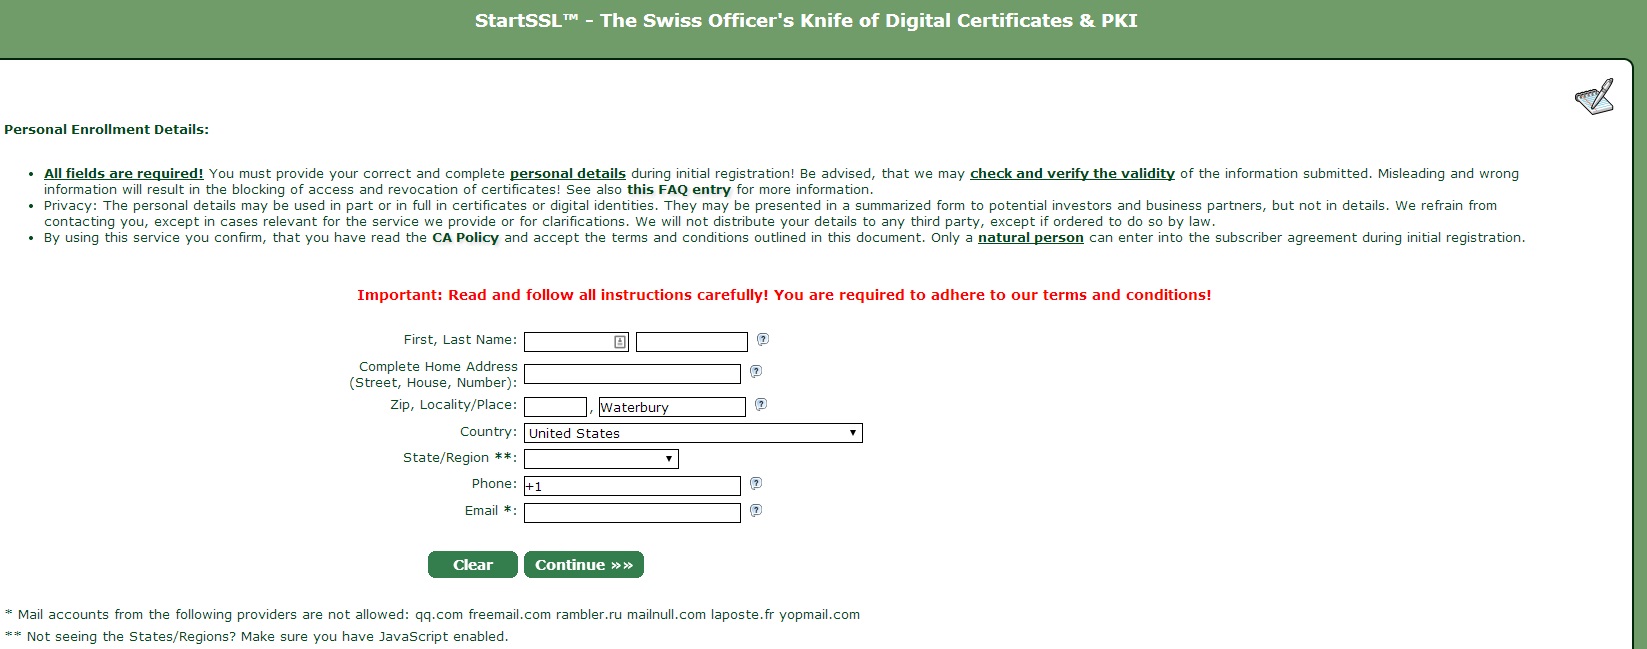 StartSSL™ - The Swiss Officer's Knife of Digital Certificates & PKI
Personal Enrollment Details:
• All fields are required! You must provide your correct and complete personal details during initial registration! Be advised, that we may check and verify the validity of the information submitted. Misleading and wrong
information will result in the blocking of access and revocation of certificates! See also this FAQ entry for more information.
• Privacy: The personal details may be used in part or in full in certificates or digital identities. They may be presented in a summarized form to potential investors and business partners, but not in details. We refrain from
contacting you, except in cases relevant for the service we provide or for clarifications. We will not distribute your details to any third party, except if ordered to do so by law.
• By using this service you confirm, that you have read the CA Policy and accept the terms and conditions outlined in this document. Only a natural person can enter into the subscriber agreement during initial registration.
Important: Read and follow all instructions carefully! You are required to adhere to our terms and conditions!
First, Last Name: ?
Complete Home Address
(Street, House, Number): ?
Zip, Locality/Place: , Waterbury ?
Country: United States
State/Region **:
Phone: +1 ?
Email *: ?
Clear Continue »»
* Mail accounts from the following providers are not allowed: qq.com freemail.com rambler.ru mailnull.com laposte.fr yopmail.com
** Not seeing the States/Regions? Make sure you have JavaScript enabled.